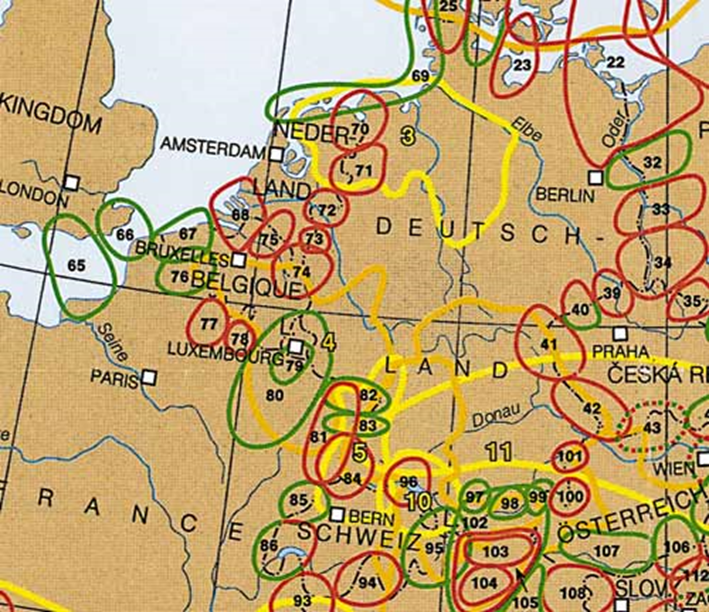 25
22
23
69
KINGDOM
NEDER-
70
3
Elbe
Oder
AMSTERDAM
71
32
LONDON
LAND
BERLIN
68
72
33
66
67
75
73
DEUTSCH-
65
BRUXELLES
74
34
76
BELGIQUE
39
35
40
77
78
4
41
Seine
LUXEMBOURG
79
PRAHA
PARIS
LAND
ČESKÁ RE
80
82
42
83
Donau
43
81
5
11
101
WIEN
84
96
85
10
97
98
99
100
FRANCE
BERN
102
ÖSTERREICH
86
SCHWEIZ
95
103
107
106
94
104
112
93
105
108
SLOV